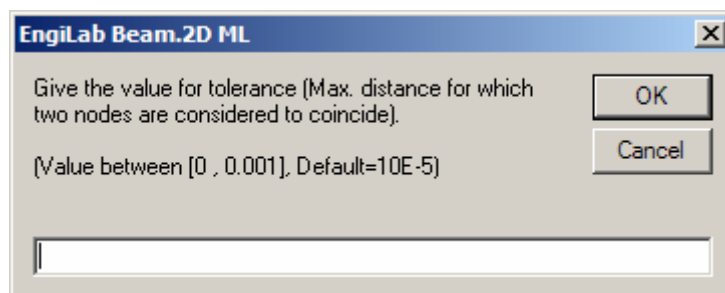 EngiLab Beam.2D ML
Give the value for tolerance (Max. distance for which
two nodes are considered to coincide).
(Value between [0 , 0.001], Default=10E-5)
OK
Cancel